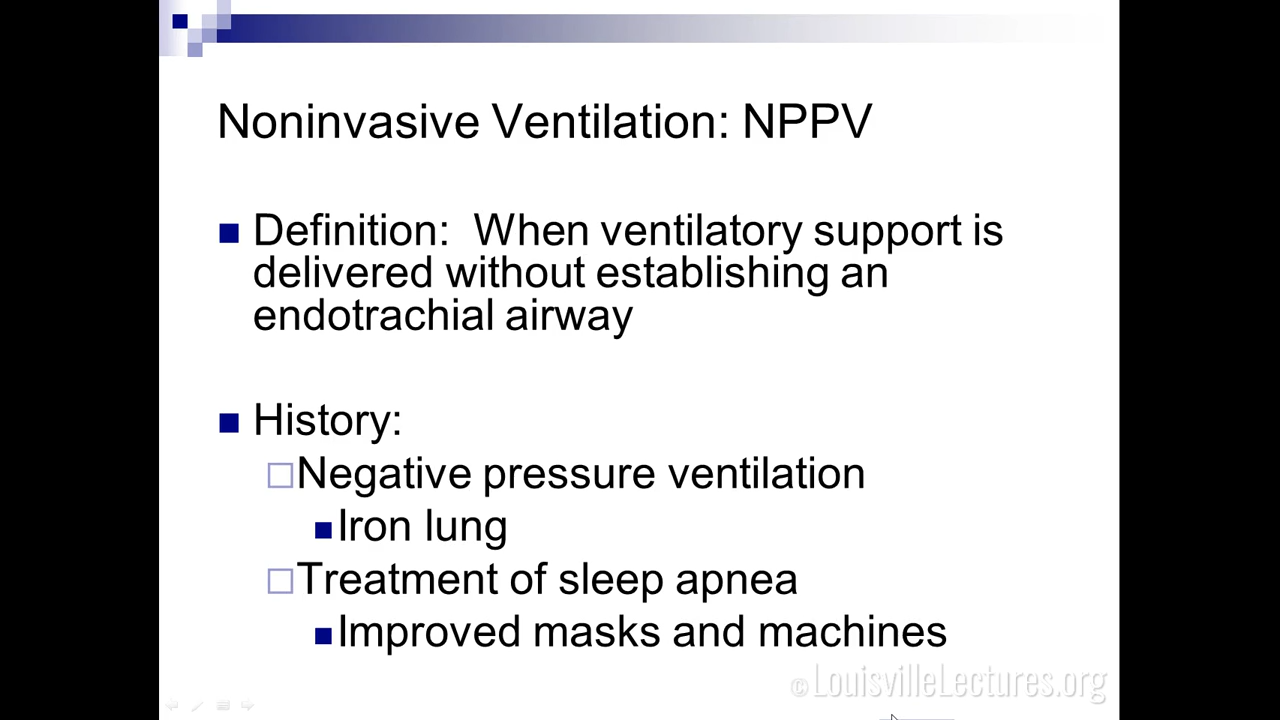 Noninvasive Ventilation: NPPV
Definition: When ventilatory support is
delivered without establishing an
endotrachial airway
History:
Negative pressure ventilation
Iron lung
Treatment of sleep apnea
Improved masks and machines
©LouisvilleLectures.org